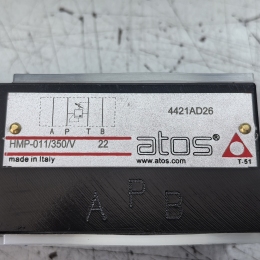 4421AD26
A P T B
HMP-011/350/V 22
atos®
made in Italy
www.atos.com
T-51
A P B